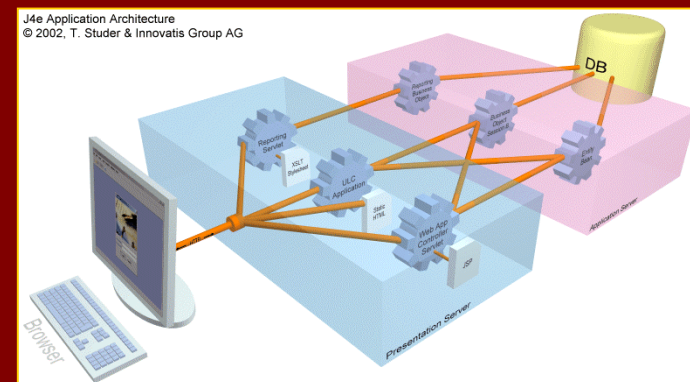 J4e Application Architecture
© 2002, T. Studer & Innovatis Group AG
DB
Reporting
Business
Object
Business
Object
Entity
Bean
Reporting
Servlet
XSLT
Stylesheet
ULC
Application
Static
HTML
Web App
Controller
Servlet
JSP
Application Server
Presentation Server
Browser